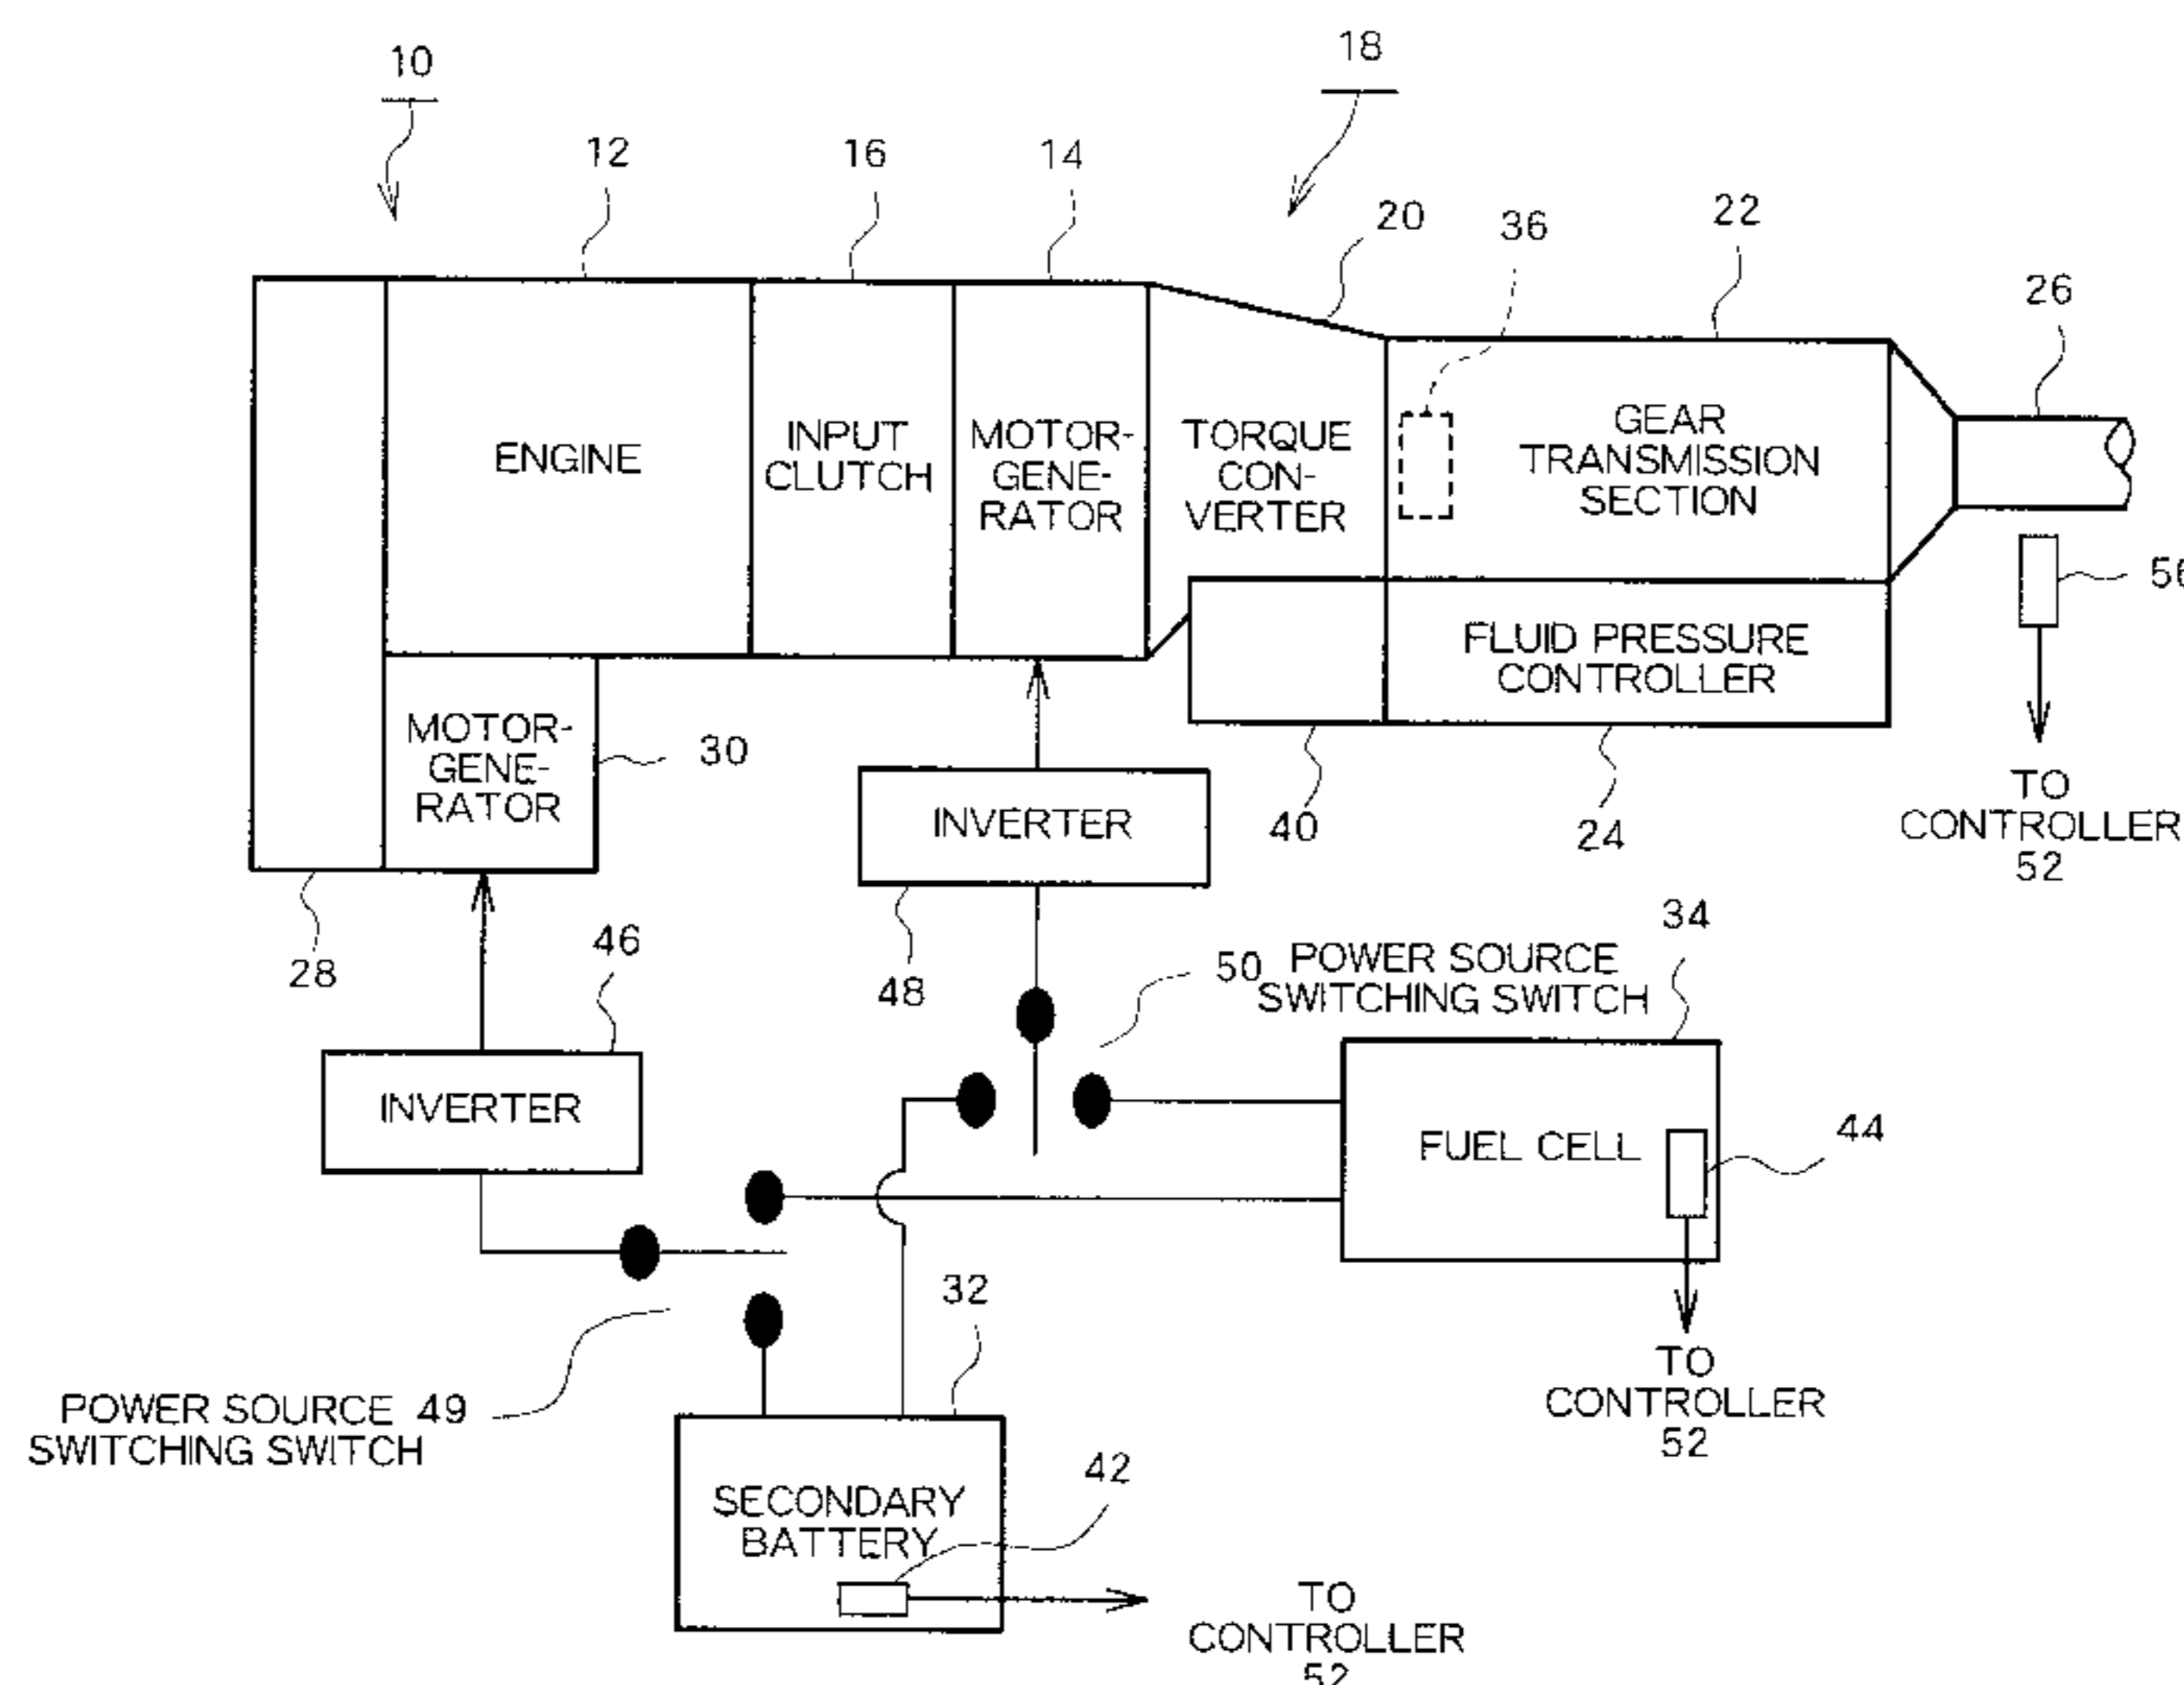 10
18
12
16
14
20
36
22
26
ENGINE
INPUT
CLUTCH
MOTOR-
GENE-
RATOR
TORQUE
CON-
VERTER
GEAR
TRANSMISSION
SECTION
FLUID PRESSURE
CONTROLLER
MOTOR-
GENE-
RATOR
30
INVERTER
40
24
TO
CONTROLLER
52
28
46
48
50 POWER SOURCE
SWITCHING SWITCH
34
INVERTER
FUEL CELL
44
32
POWER SOURCE 49
SWITCHING SWITCH
TO
CONTROLLER
52
SECONDARY
BATTERY
42
TO
CONTROLLER
52